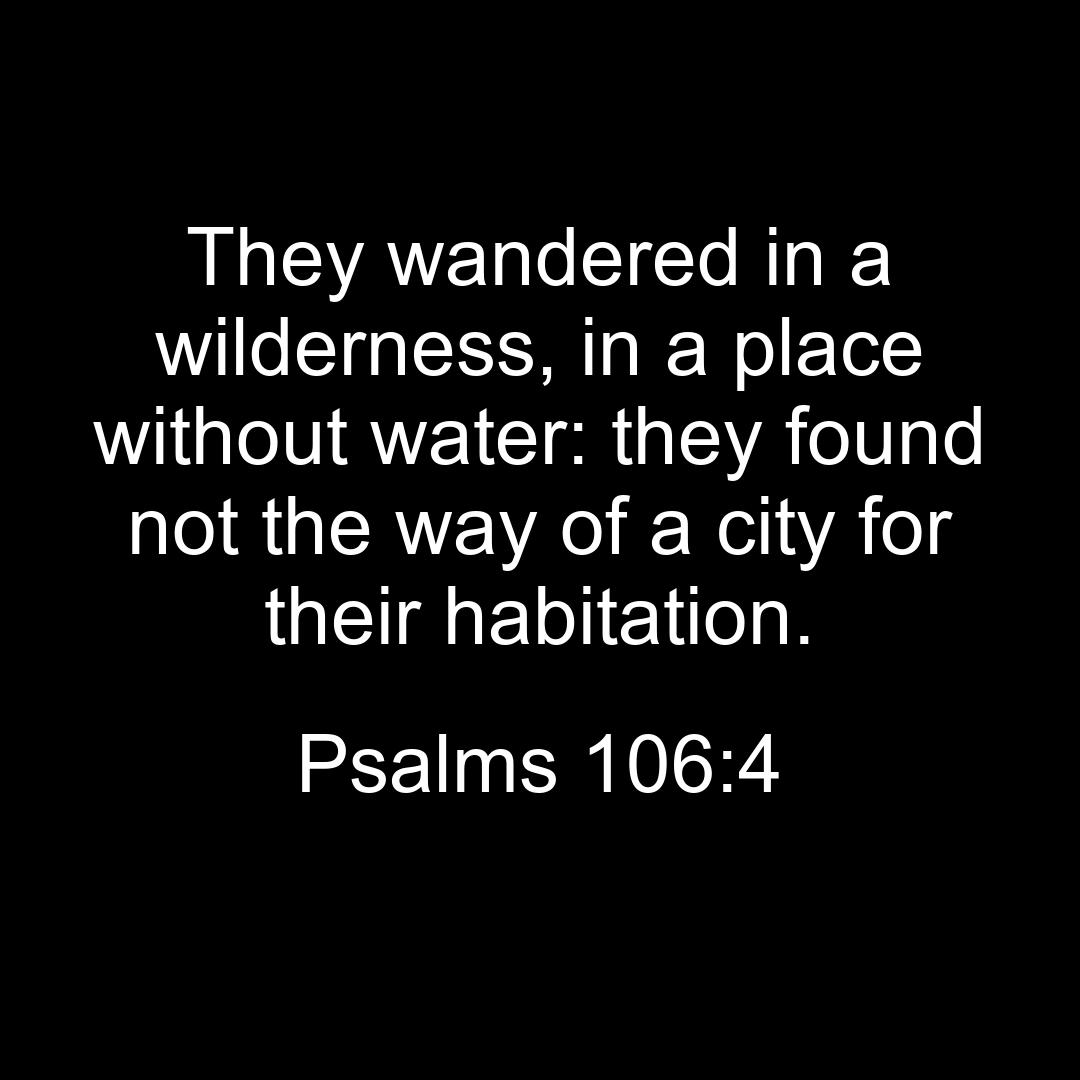 They wandered in a
wilderness, in a place
without water: they found
not the way of a city for
their habitation.
Psalms 106:4